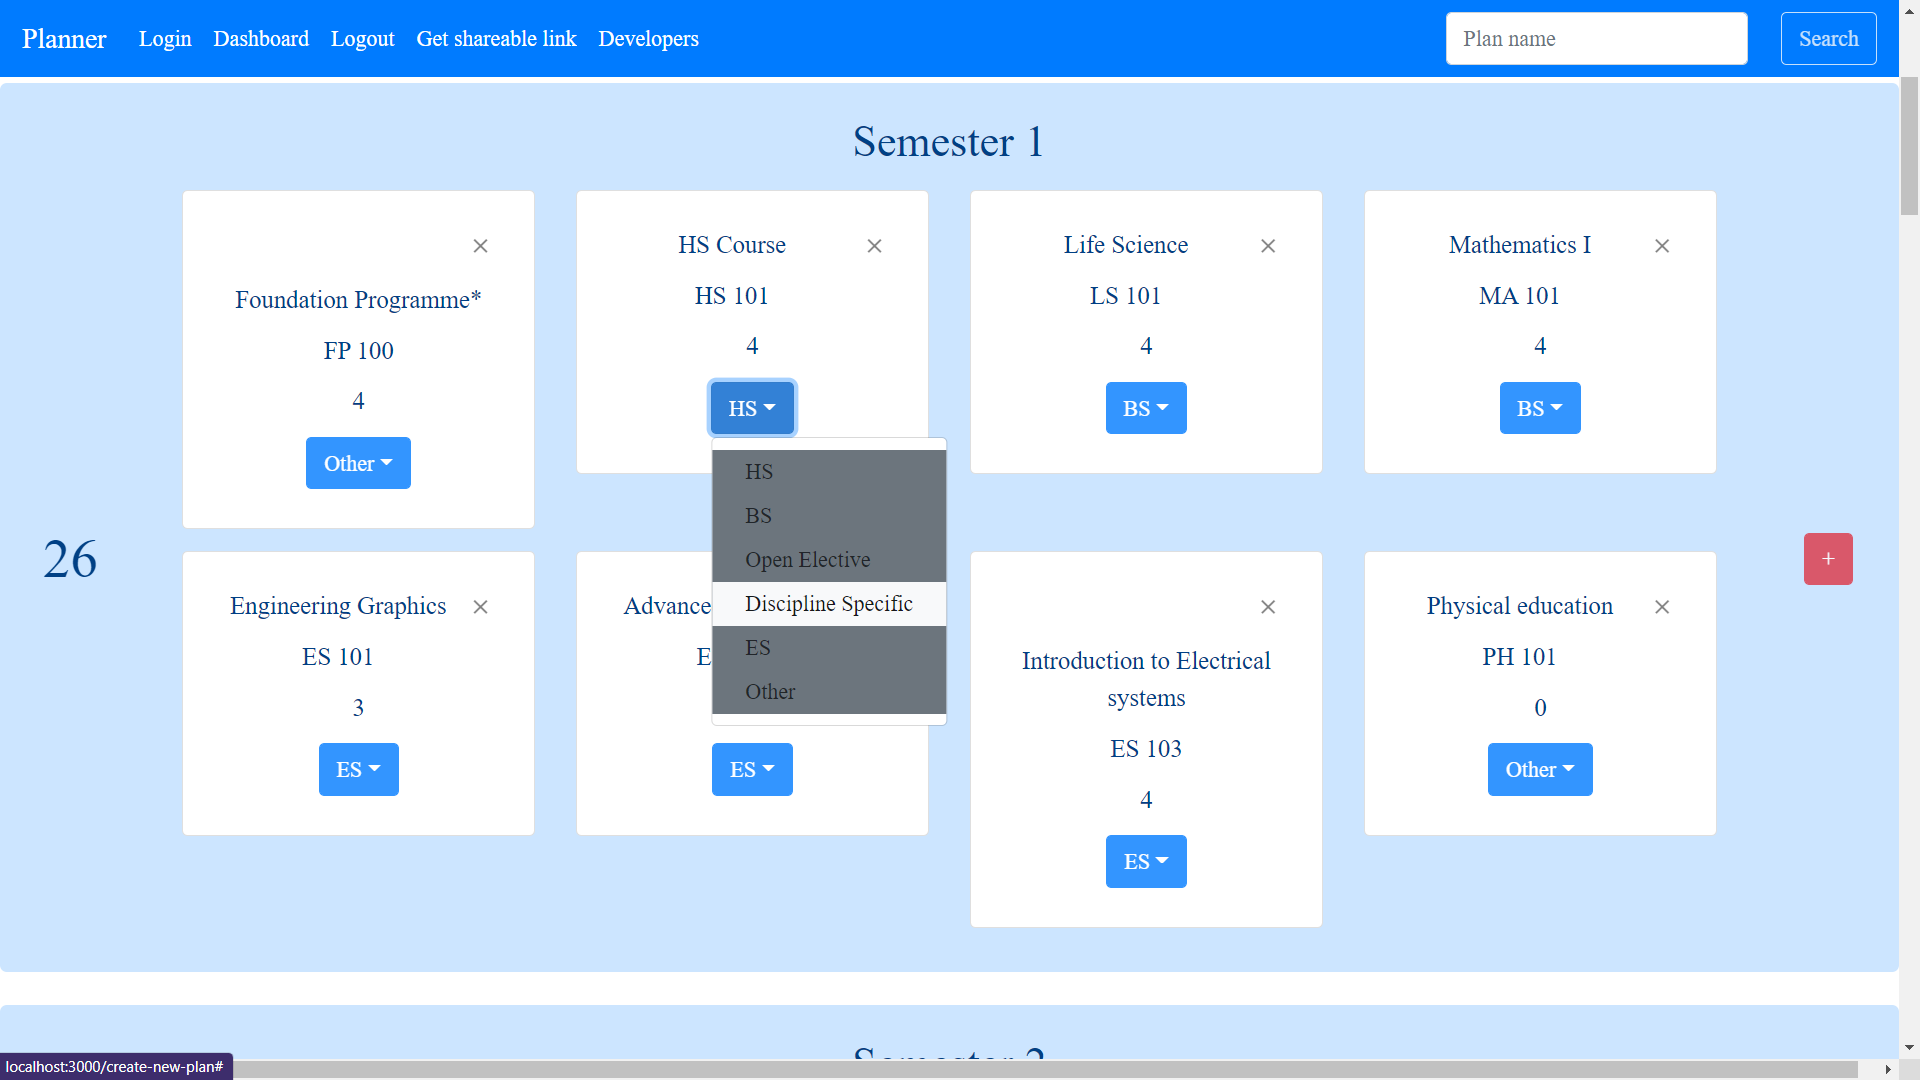 Planner Login Dashboard Logout Get shareable link Developers Plan name Search
Semester 1
Foundation Programme*
FP 100
4
Other
HS Course ×
HS 101
4
HS
HS
BS
Open Elective
Discipline Specific
ES
Other
Life Science ×
LS 101
4
BS
Mathematics I ×
MA 101
4
BS
26
+
Engineering Graphics ×
ES 101
3
ES
ES
Introduction to Electrical
systems
ES 103
4
ES
Physical education ×
PH 101
0
Other
localhost:3000/create-new-plan#